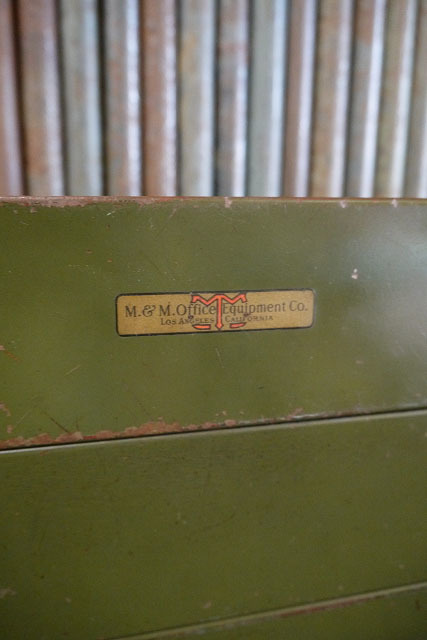 M. & M. Office Equipment Co.
Los Angeles California